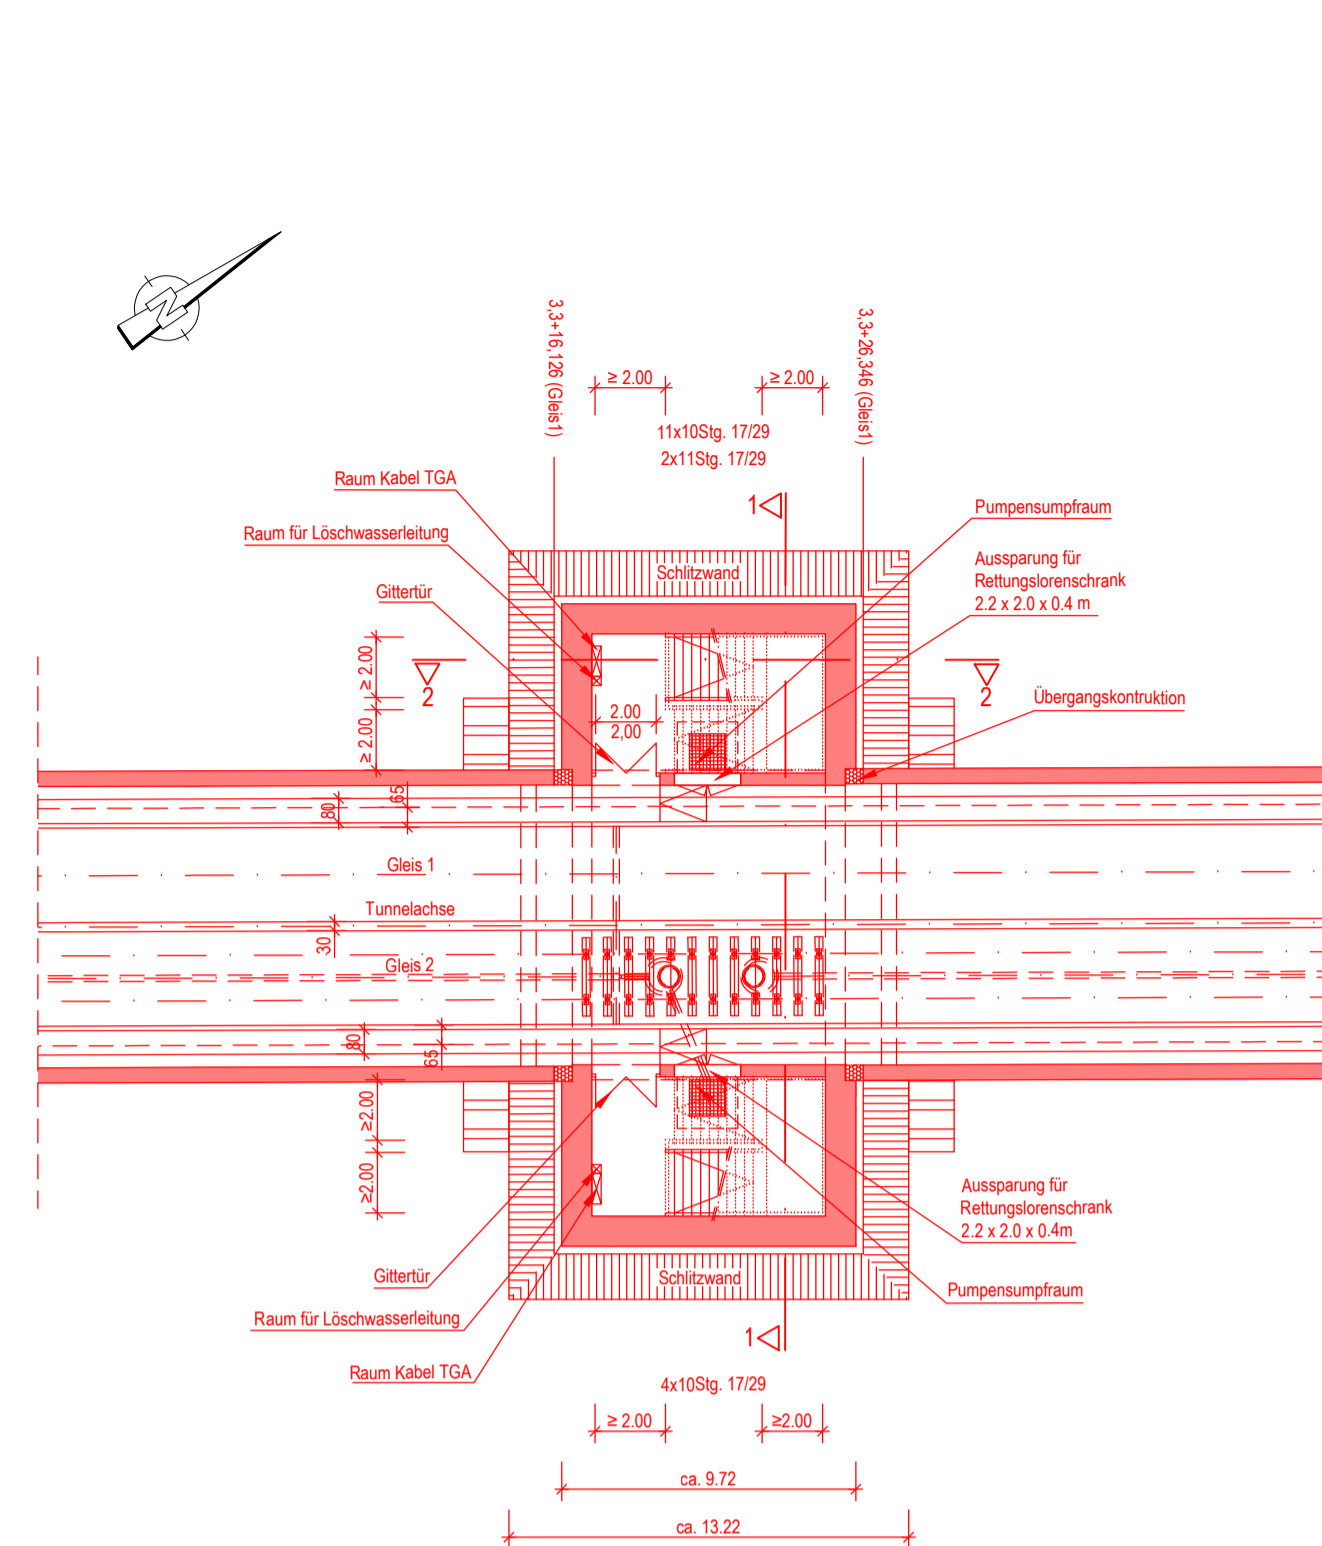 N
3,3+16,126 (Gleis1)
3,3+26,346 (Gleis1)
≥ 2.00
≥ 2.00
11x10Stg. 17/29
2x11Stg. 17/29
Raum Kabel TGA
1
Pumpensumpfraum
Raum für Löschwasserleitung
Aussparung für
Rettungslorenschrank
2.2 x 2.0 x 0.4 m
Schlitzwand
Gittertür
≥ 2.00
2
2
Übergangskontruktion
2.00
2,00
≥ 2.00
65
80
Gleis 1
Tunnelachse
30
Gleis 2
80
65
≥2.00
≥2.00
Aussparung für
Rettungslorenschrank
2.2 x 2.0 x 0.4m
Gittertür
Schlitzwand
Pumpensumpfraum
Raum für Löschwasserleitung
1
Raum Kabel TGA
4x10Stg. 17/29
≥ 2.00
≥2.00
ca. 9.72
ca. 13.22